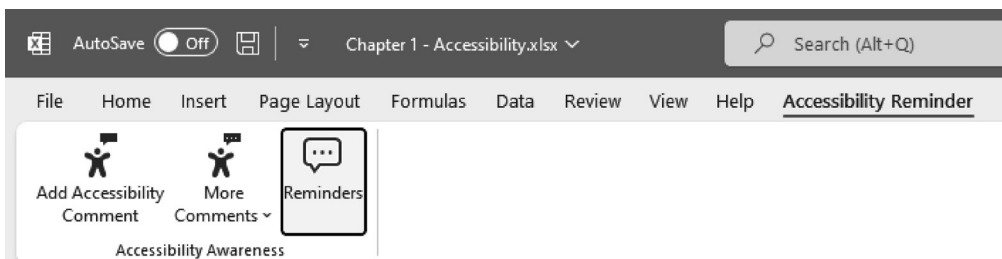 AutoSave Off Chapter 1 - Accessibility.xlsx Search (Alt+Q)
File Home Insert Page Layout Formulas Data Review View Help Accessibility Reminder
Add Accessibility Comment
More Comments
Reminders
Accessibility Awareness